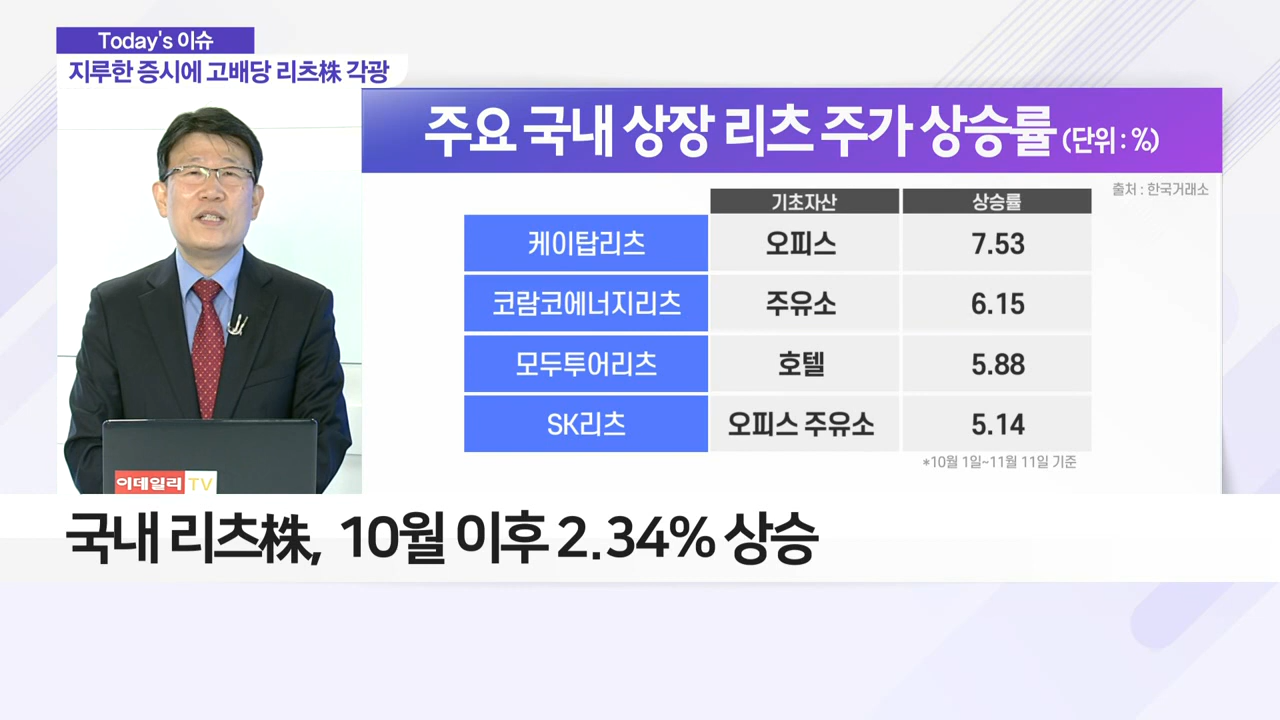 Today's 이슈
지루한 증시에 고배당 리츠株 각광
주요 국내 상장 리츠 주가 상승률 (단위 : %)
출처 : 한국거래소
기초자산 상승률
케이탑리츠 오피스 7.53
코람코에너지리츠 주유소 6.15
모두투어리츠 호텔 5.88
SK리츠 오피스 주유소 5.14
*10월 1일~11월 11일 기준
이데일리 TV
국내 리츠株, 10월 이후 2.34% 상승